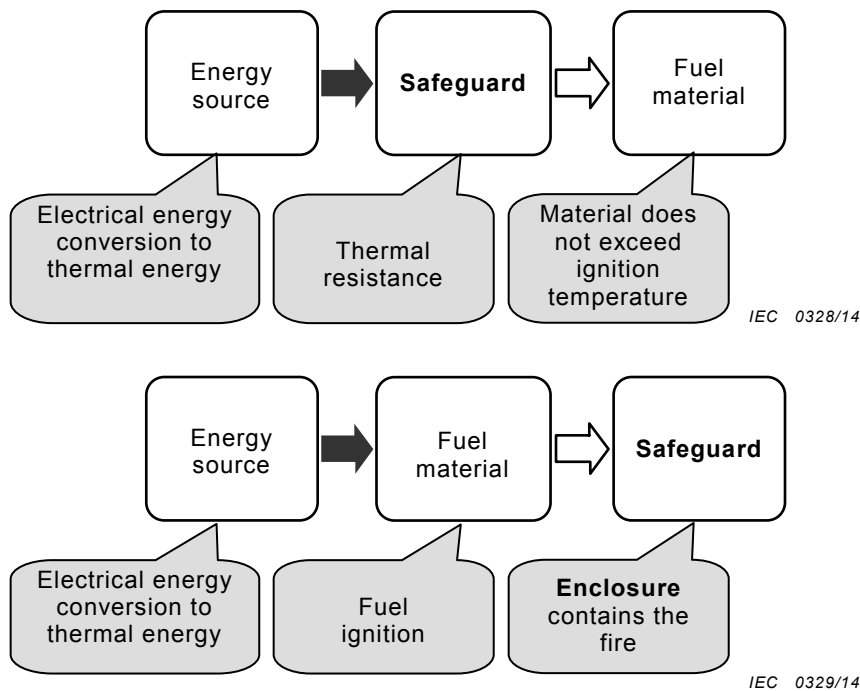 Energy
source
Safeguard
Fuel
material
Electrical energy
conversion to
thermal energy
Thermal
resistance
Material does
not exceed
ignition
temperature
IEC 0328/14
Energy
source
Fuel
material
Safeguard
Electrical energy
conversion to
thermal energy
Fuel
ignition
Enclosure
contains the
fire
IEC 0329/14